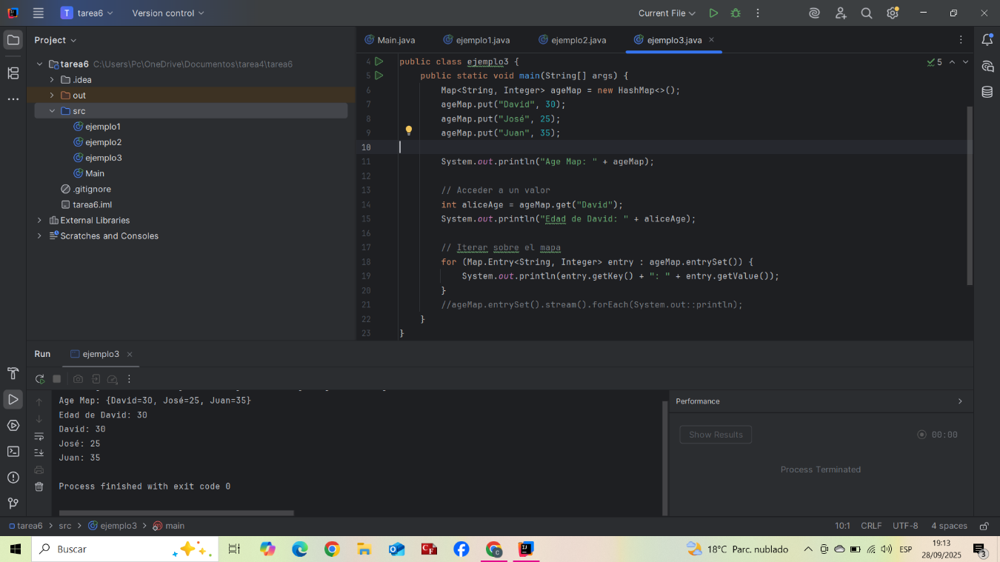 T tarea6 Version control Current File
Project
Main.java ejemplo1.java ejemplo2.java ejemplo3.java
tarea6 C:\Users\Pc\OneDrive\Documentos\tarea4\tarea6
.idea
out
src
ejemplo1
ejemplo2
ejemplo3
Main
.gitignore
tarea6.iml
External Libraries
Scratches and Consoles
5
4 public class ejemplo3 {
5 public static void main(String[] args) {
6 Map<String, Integer> ageMap = new HashMap<>();
7 ageMap.put("David", 30);
8 ageMap.put("José", 25);
9 ageMap.put("Juan", 35);
10
11 System.out.println("Age Map: " + ageMap);
12
13 // Acceder a un valor
14 int aliceAge = ageMap.get("David");
15 System.out.println("Edad de David: " + aliceAge);
16
17 // Iterar sobre el mapa
18 for (Map.Entry<String, Integer> entry : ageMap.entrySet()) {
19 System.out.println(entry.getKey() + ": " + entry.getValue());
20 }
21 //ageMap.entrySet().stream().forEach(System.out::println);
22 }
23 }
Run ejemplo3
Age Map: {David=30, José=25, Juan=35}
Edad de David: 30
David: 30
José: 25
Juan: 35
Process finished with exit code 0
Performance
Show Results 00:00
Process Terminated
tarea6 > src > ejemplo3 > main 10:1 CRLF UTF-8 4 spaces
Buscar 18°C Parc. nublado ESP 19:13
28/09/2025 3